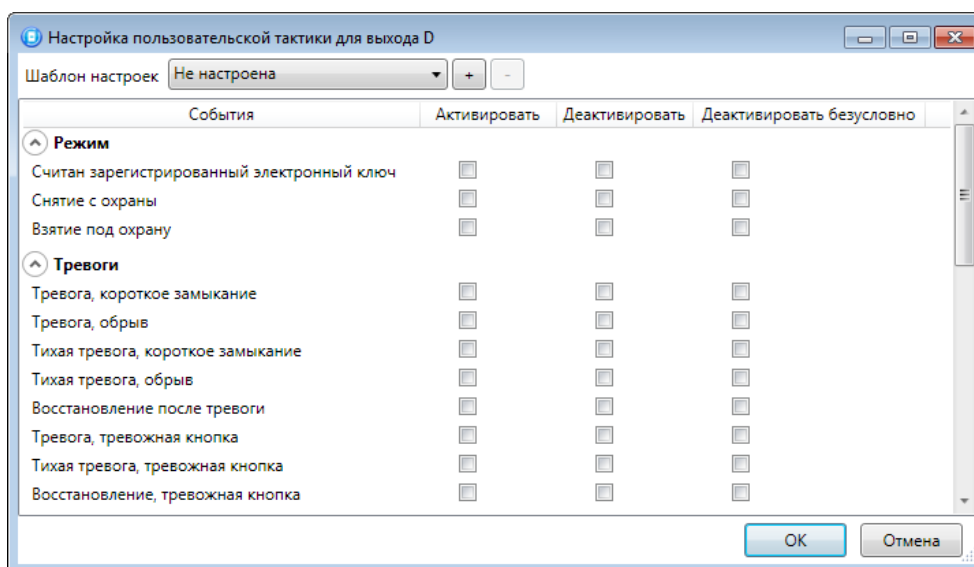 Настройка пользовательской тактики для выхода D
Шаблон настроек Не настроена + -
События Активировать Деактивировать Деактивировать безусловно
Режим
Считан зарегистрированный электронный ключ
Снятие с охраны
Взятие под охрану
Тревоги
Тревога, короткое замыкание
Тревога, обрыв
Тихая тревога, короткое замыкание
Тихая тревога, обрыв
Восстановление после тревоги
Тревога, тревожная кнопка
Тихая тревога, тревожная кнопка
Восстановление, тревожная кнопка
OK Отмена